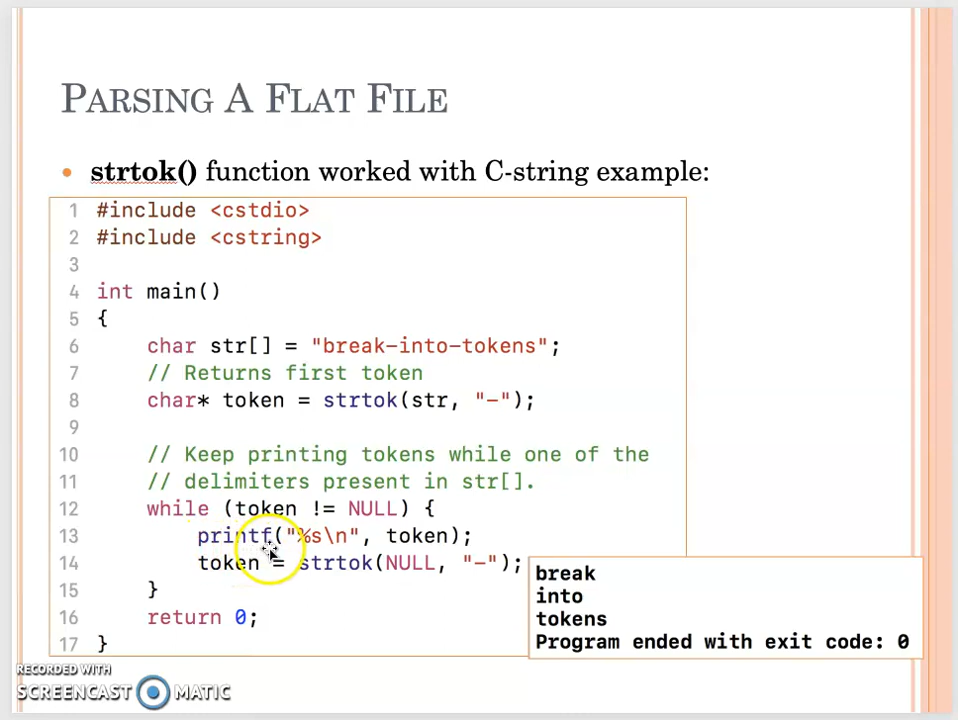 PARSING A FLAT FILE
• strtok() function worked with C-string example:
1 #include <cstdio>
2 #include <cstring>
3
4 int main()
5 {
6 char str[] = "break-into-tokens";
7 // Returns first token
8 char* token = strtok(str, "-");
9
10 // Keep printing tokens while one of the
11 // delimiters present in str[].
12 while (token != NULL) {
13 printf("%s\n", token);
14 token = strtok(NULL, "-");
15 }
16 return 0;
17 }
break
into
tokens
Program ended with exit code: 0
RECORDED WITH
SCREENCAST MATIC